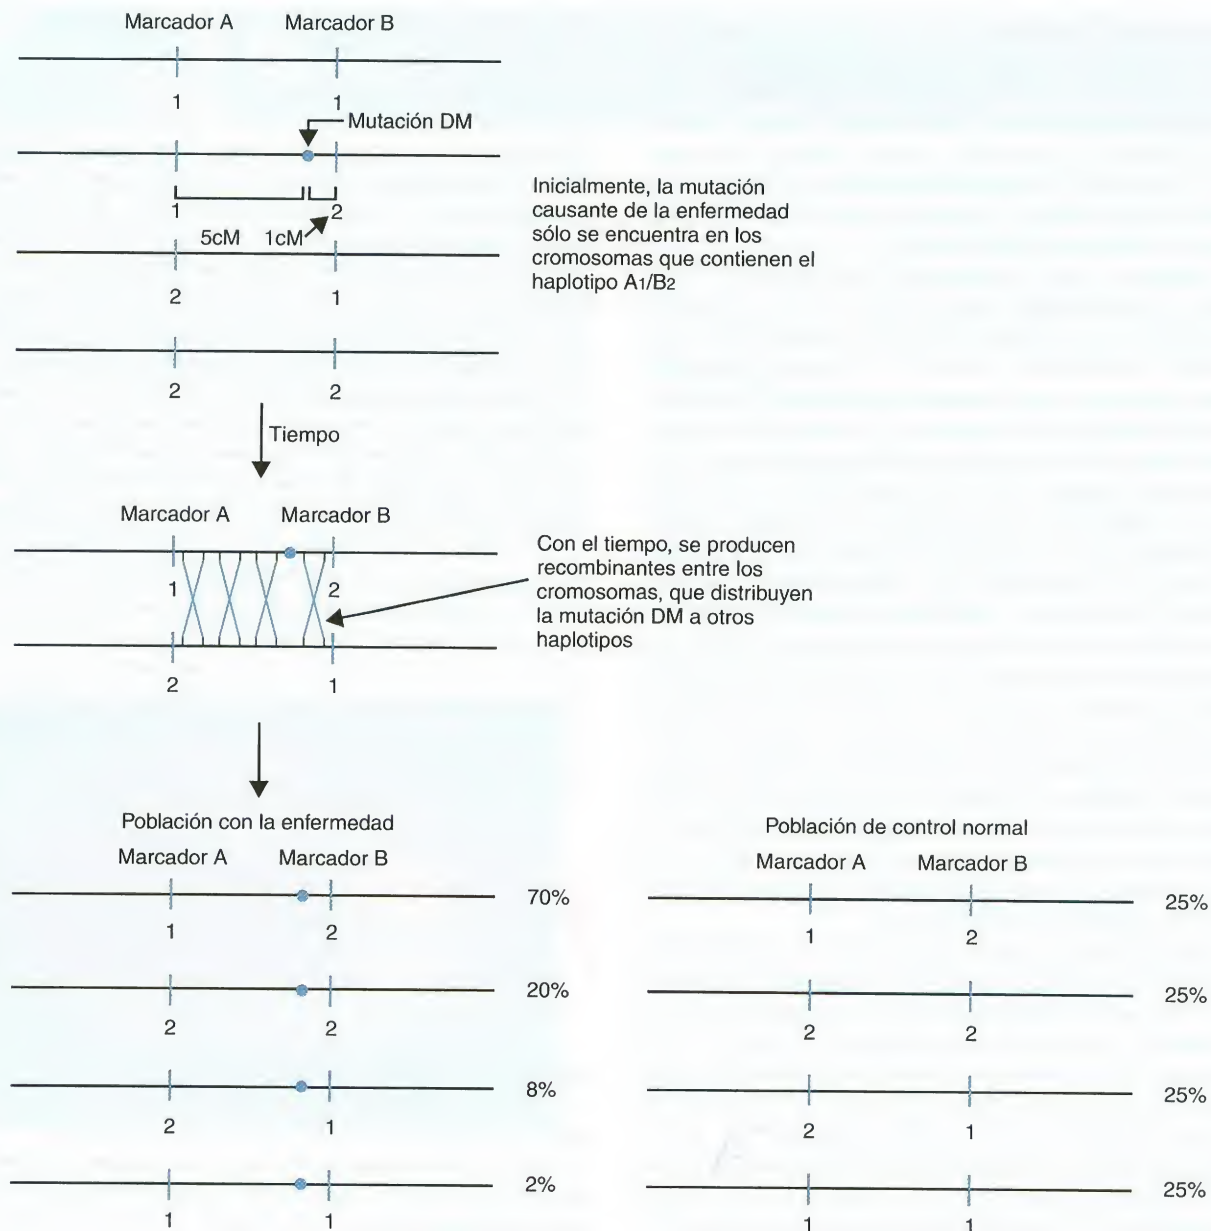 Marcador A Marcador B
1 1
Mutación DM
1 2
5cM 1cM
Inicialmente, la mutación
causante de la enfermedad
sólo se encuentra en los
cromosomas que contienen el
haplotipo A1/B2
2 1
2 2
Tiempo
Marcador A Marcador B
1 2
Con el tiempo, se producen
recombinantes entre los
cromosomas, que distribuyen
la mutación DM a otros
haplotipos
2 1
Población con la enfermedad
Marcador A Marcador B
70%
1 2
20%
2 2
8%
2 1
2%
1 1
Población de control normal
Marcador A Marcador B
25%
1 2
25%
2 2
25%
2 1
25%
1 1